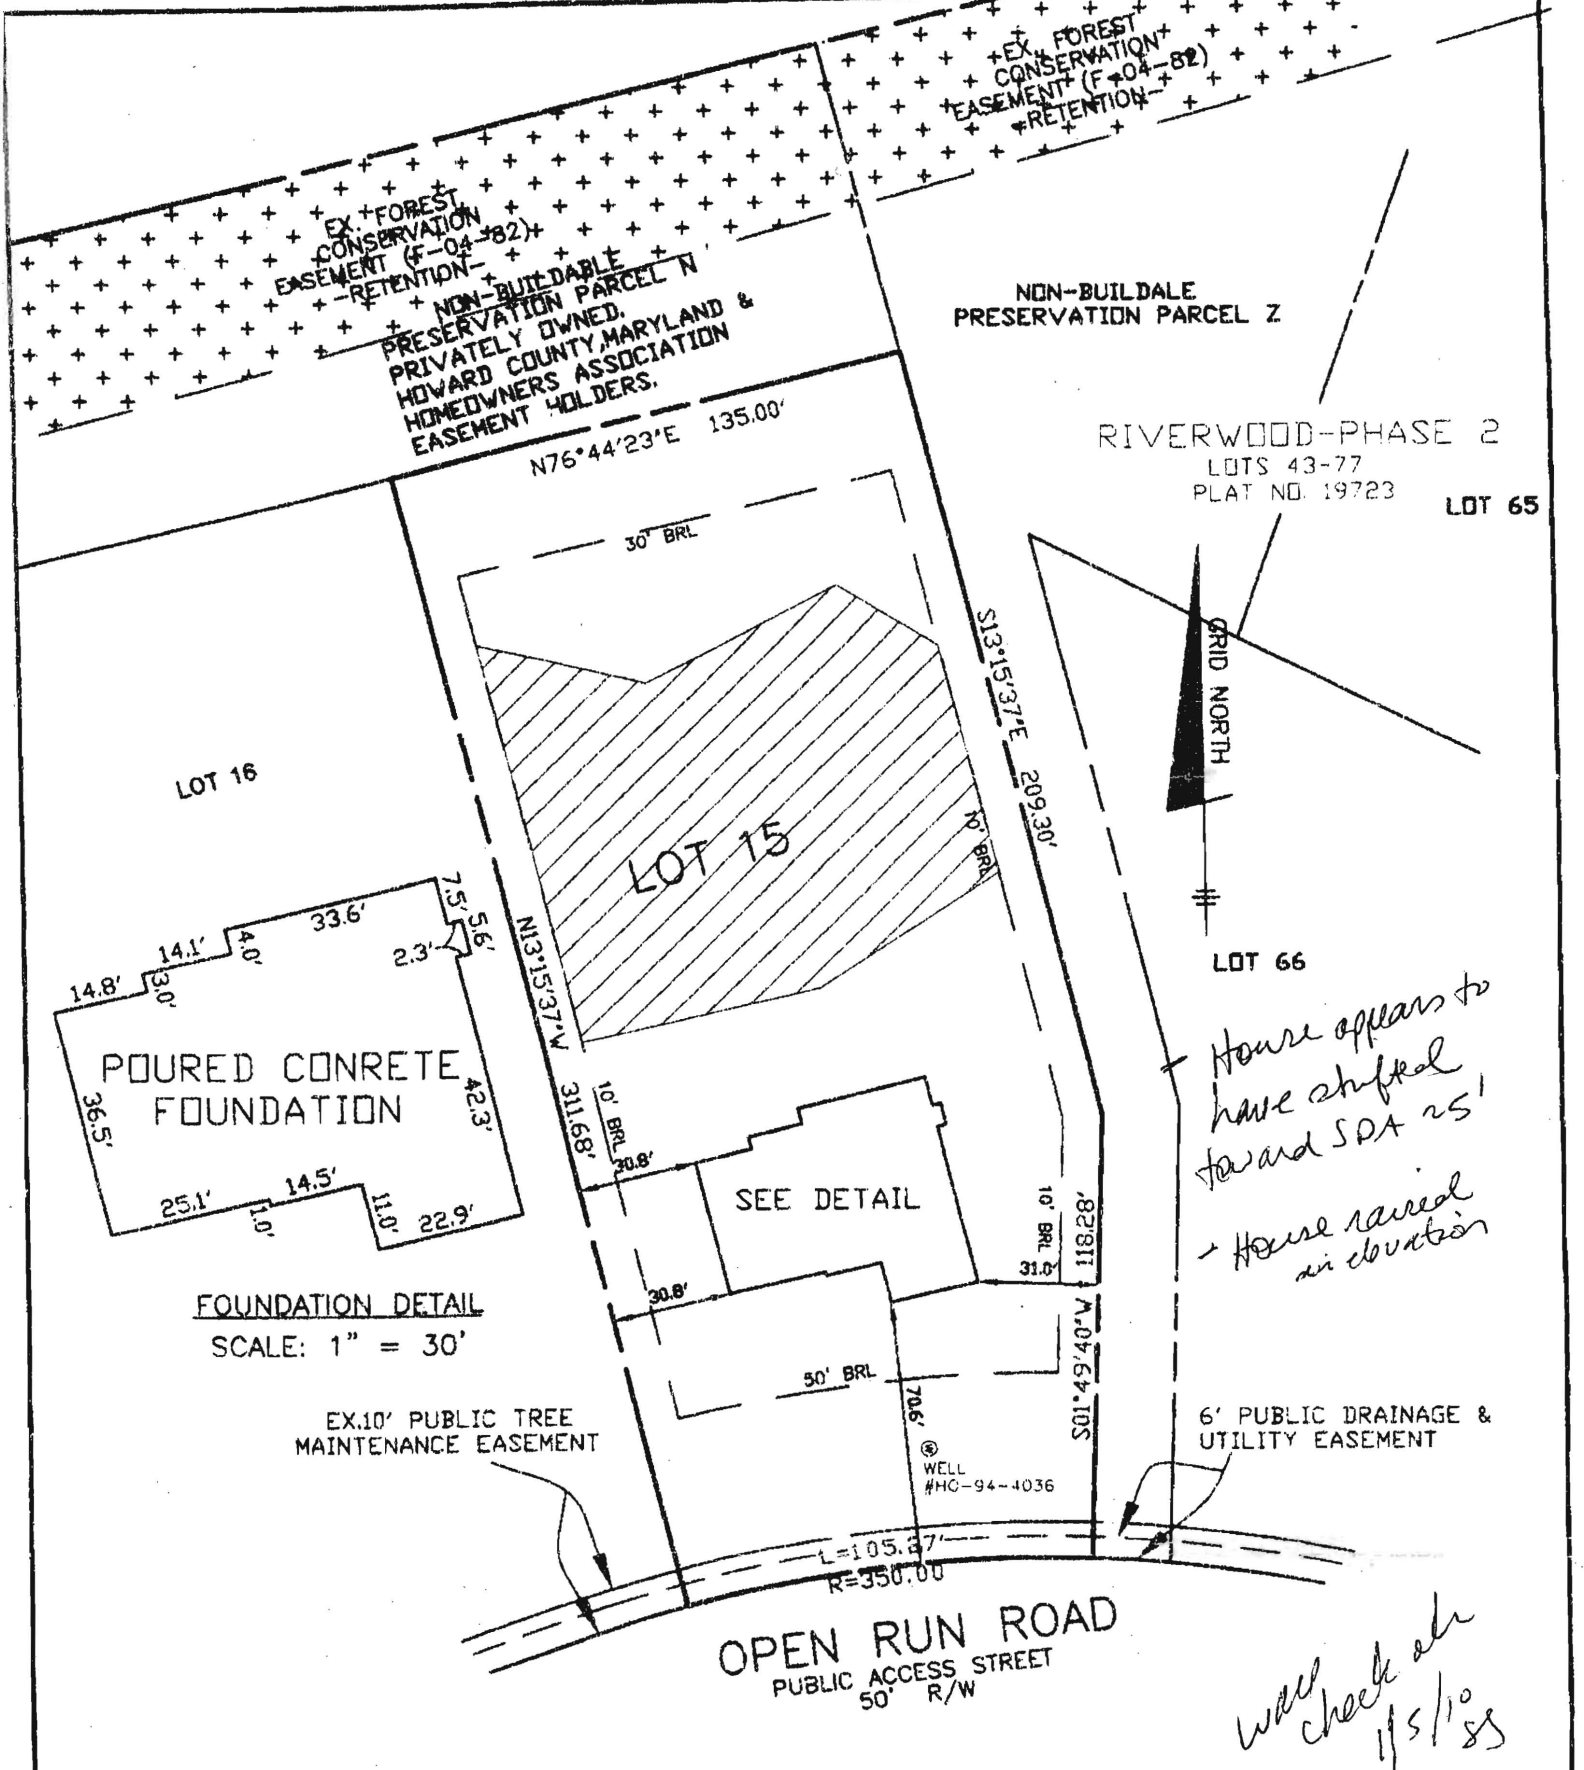 EX. FOREST
CONSERVATION
EASEMENT (F-04-82)
-RETENTION-
EX. FOREST
CONSERVATION
EASEMENT (F-04-82)
-RETENTION-
NON-BUILDABLE
PRESERVATION PARCEL N
PRIVATELY OWNED.
HOWARD COUNTY,MARYLAND &
HOMEOWNERS ASSOCIATION
EASEMENT HOLDERS.
NON-BUILDALE
PRESERVATION PARCEL Z
N76°44'23"E 135.00'
RIVERWOOD-PHASE 2
LOTS 43-77
PLAT NO. 19723
LOT 65
30' BRL
S13°15'37"E 209.30'
GRID NORTH
LOT 16
LOT 15
10' BRL
N13°15'37"W 311.68'
LOT 66
14.8'
3.0'
14.1'
4.0'
33.6'
7.5'
5.6'
2.3'
POURED CONRETE
FOUNDATION
36.5'
42.3'
25.1'
1.0'
14.5'
11.0'
22.9'
FOUNDATION DETAIL
SCALE: 1" = 30'
House appears to
have shifted
toward SDA 25'
- House raised
in elevation
10' BRL
30.8'
SEE DETAIL
10' BRL
31.0'
S01°49'40"W 118.28'
30.8'
50' BRL
70.6'
WELL
#HO-94-4036
EX.10' PUBLIC TREE
MAINTENANCE EASEMENT
6' PUBLIC DRAINAGE &
UTILITY EASEMENT
L=105.27'
R=350.00
OPEN RUN ROAD
PUBLIC ACCESS STREET
50' R/W
wall
check ok
1/5/10